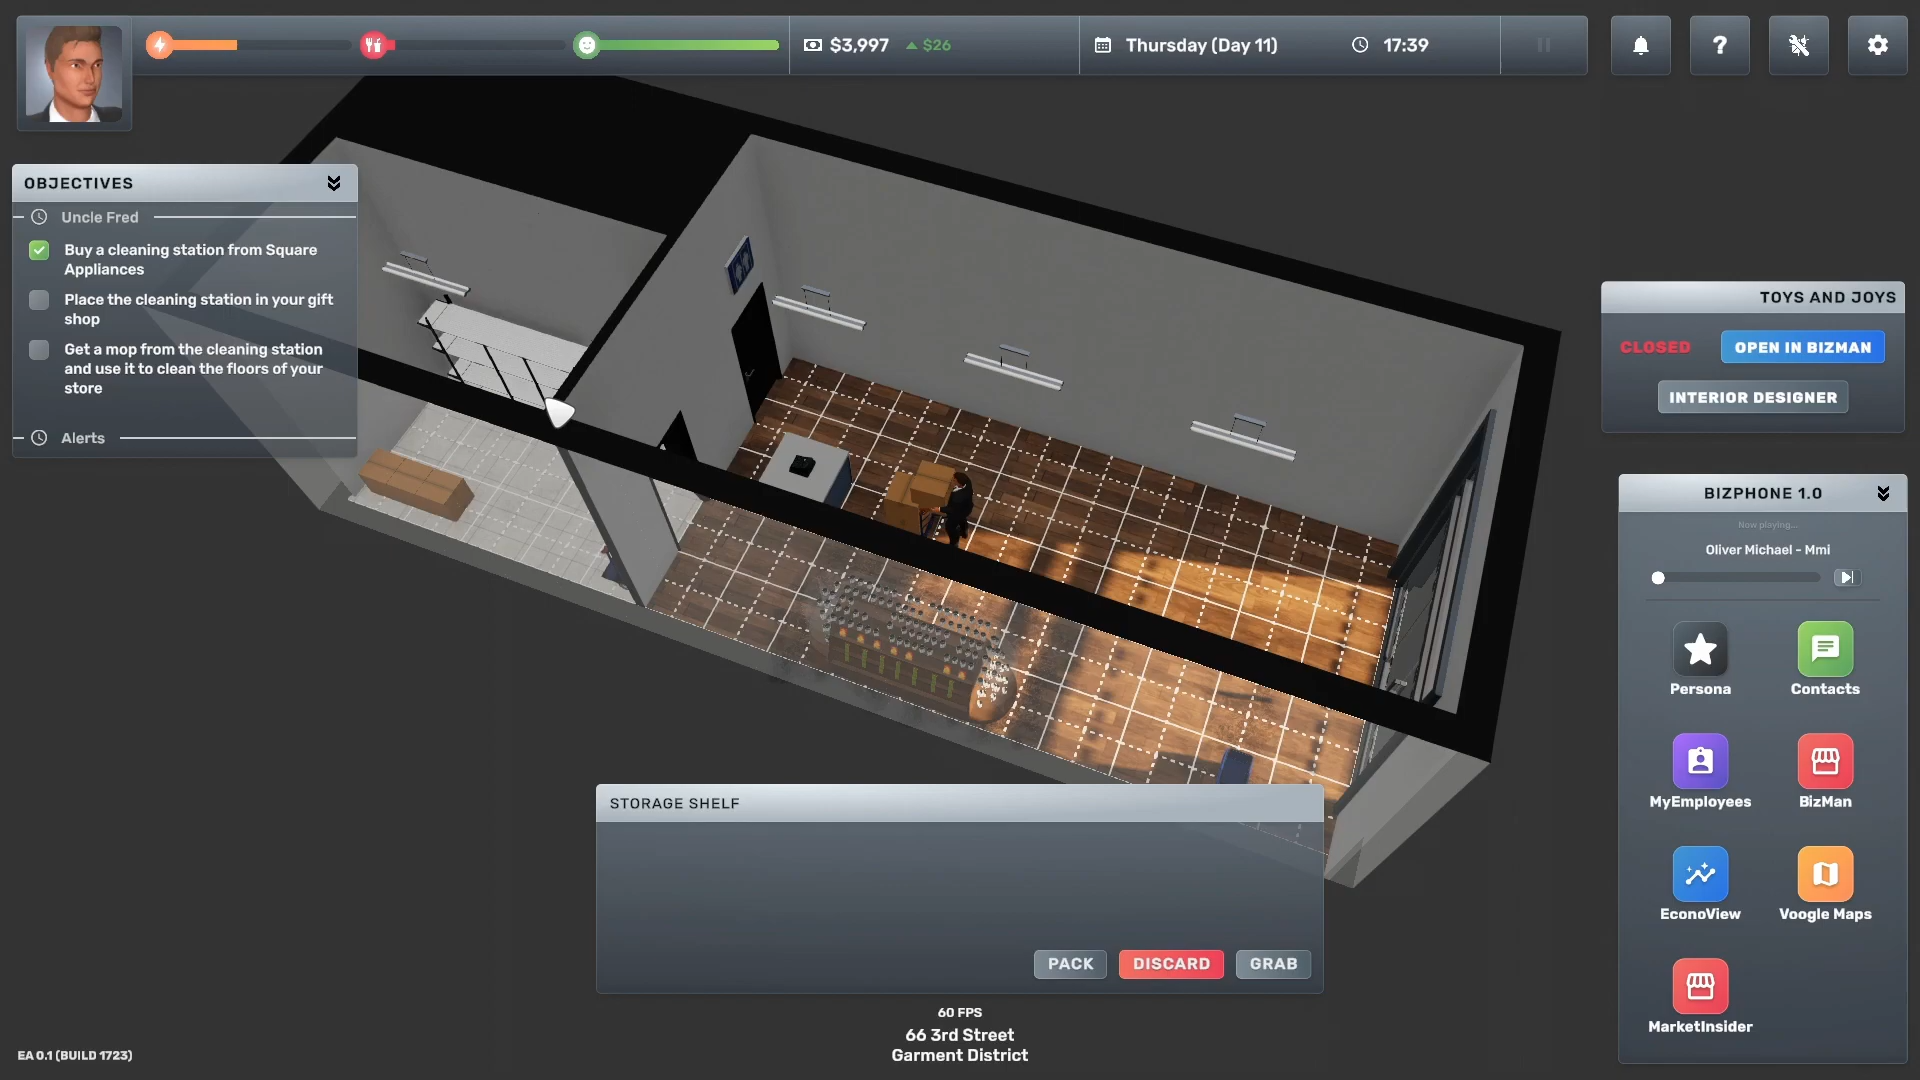 $3,997 $26
Thursday (Day 11)
17:39
?
OBJECTIVES
Uncle Fred
Buy a cleaning station from Square
Appliances
Place the cleaning station in your gift
shop
Get a mop from the cleaning station
and use it to clean the floors of your
store
Alerts
TOYS AND JOYS
CLOSED
OPEN IN BIZMAN
INTERIOR DESIGNER
BIZPHONE 1.0
Now playing...
Oliver Michael - Mmi
Persona
Contacts
MyEmployees
BizMan
EconoView
Voogle Maps
MarketInsider
STORAGE SHELF
PACK
DISCARD
GRAB
60 FPS
66 3rd Street
Garment District
EA 0.1 (BUILD 1723)